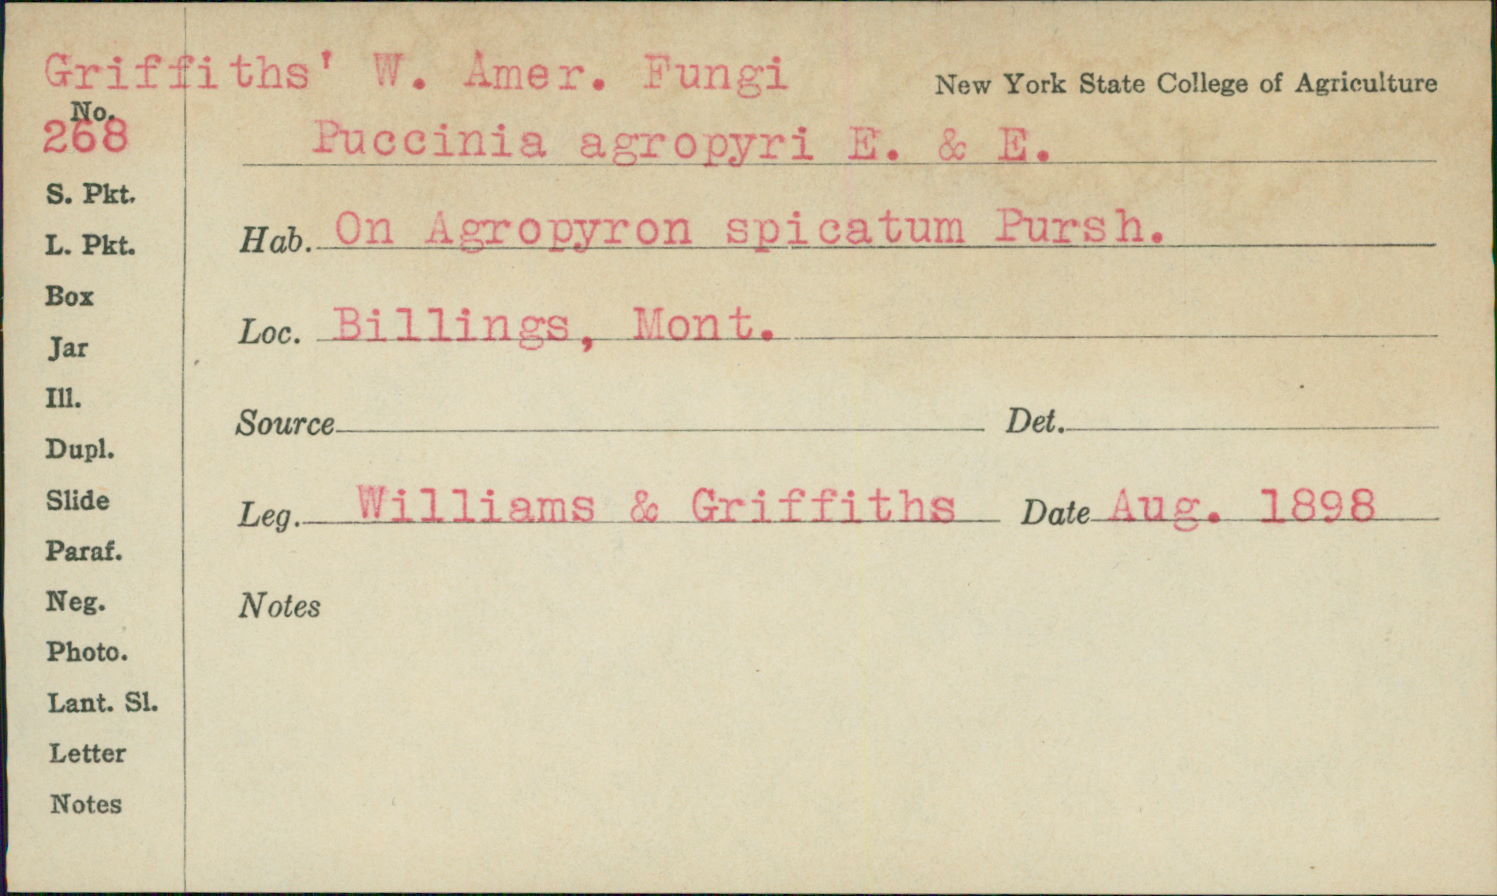 Griffiths' W. Amer. Fungi
New York State College of Agriculture
No.
268
Puccinia agropyri E. & E.
S. Pkt.
L. Pkt.
Hab. On Agropyron spicatum Pursh.
Box
Loc. Billings, Mont.
Jar
Ill.
Source Det.
Dupl.
Slide
Leg. Williams & Griffiths Date Aug. 1898
Paraf.
Neg.
Notes
Photo.
Lant. Sl.
Letter
Notes